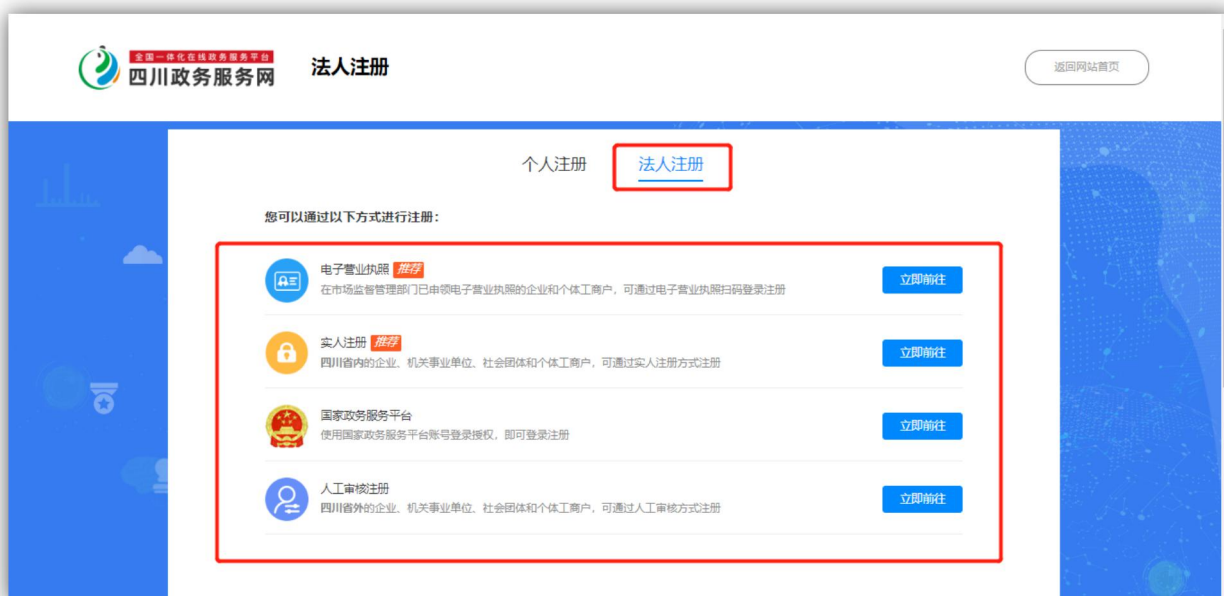 全国一体化在线政务服务平台
四川政务服务网
法人注册
返回网站首页
个人注册
法人注册
您可以通过以下方式进行注册：
电子营业执照 推荐
在市场监督管理部门已申领电子营业执照的企业和个体工商户，可通过电子营业执照扫码登录注册
立即前往
实人注册 推荐
四川省内的企业、机关事业单位、社会团体和个体工商户，可通过实人注册方式注册
立即前往
国家政务服务平台
使用国家政务服务平台账号登录授权，即可登录注册
立即前往
人工审核注册
四川省外的企业、机关事业单位、社会团体和个体工商户，可通过人工审核方式注册
立即前往